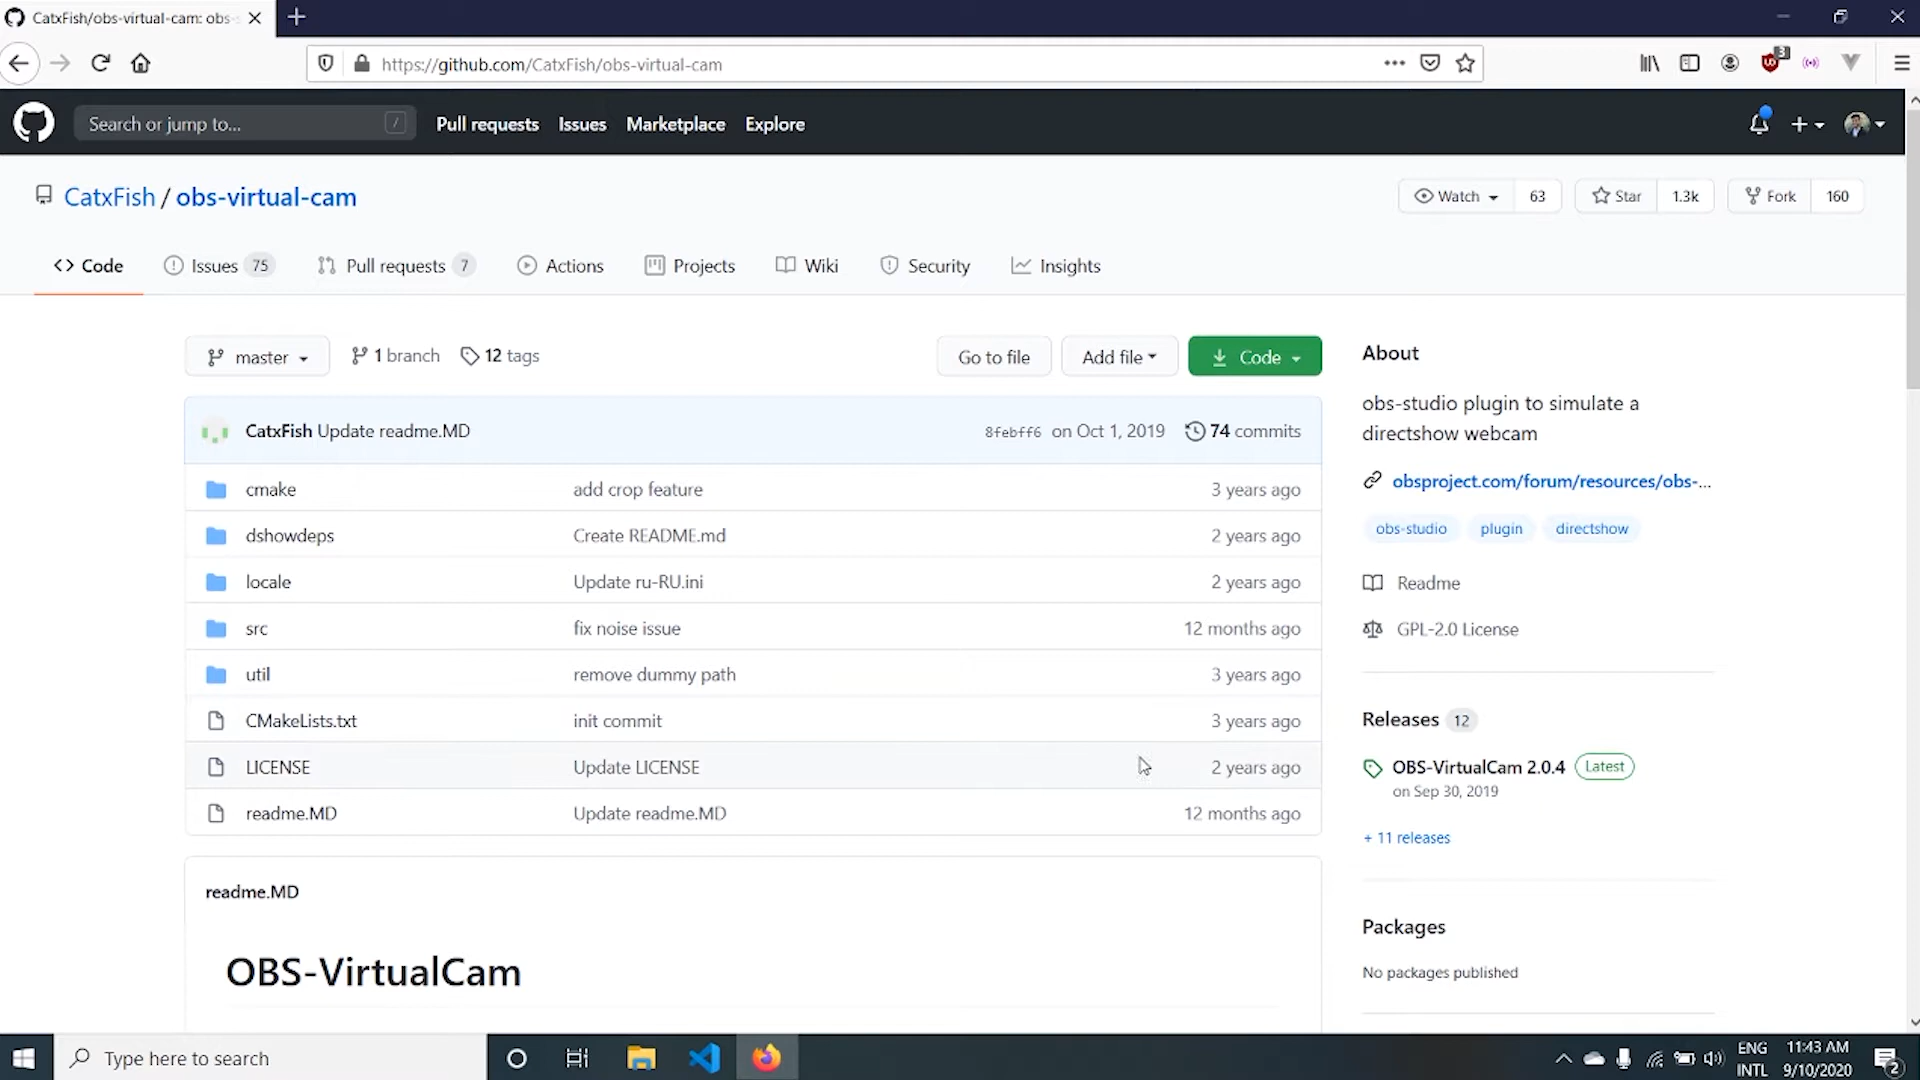 CatxFish/obs-virtual-cam: obs-
https://github.com/CatxFish/obs-virtual-cam
3
Search or jump to... /
Pull requests Issues Marketplace Explore
CatxFish / obs-virtual-cam
Watch 63 Star 1.3k Fork 160
Code Issues 75 Pull requests 7 Actions Projects Wiki Security Insights
master 1 branch 12 tags Go to file Add file Code
CatxFish Update readme.MD 8febff6 on Oct 1, 2019 74 commits
cmake add crop feature 3 years ago
dshowdeps Create README.md 2 years ago
locale Update ru-RU.ini 2 years ago
src fix noise issue 12 months ago
util remove dummy path 3 years ago
CMakeLists.txt init commit 3 years ago
LICENSE Update LICENSE 2 years ago
readme.MD Update readme.MD 12 months ago
readme.MD
OBS-VirtualCam
About
obs-studio plugin to simulate a
directshow webcam
obsproject.com/forum/resources/obs-...
obs-studio plugin directshow
Readme
GPL-2.0 License
Releases 12
OBS-VirtualCam 2.0.4 Latest
on Sep 30, 2019
+ 11 releases
Packages
No packages published
Type here to search
ENG 11:43 AM
INTL 9/10/2020 2